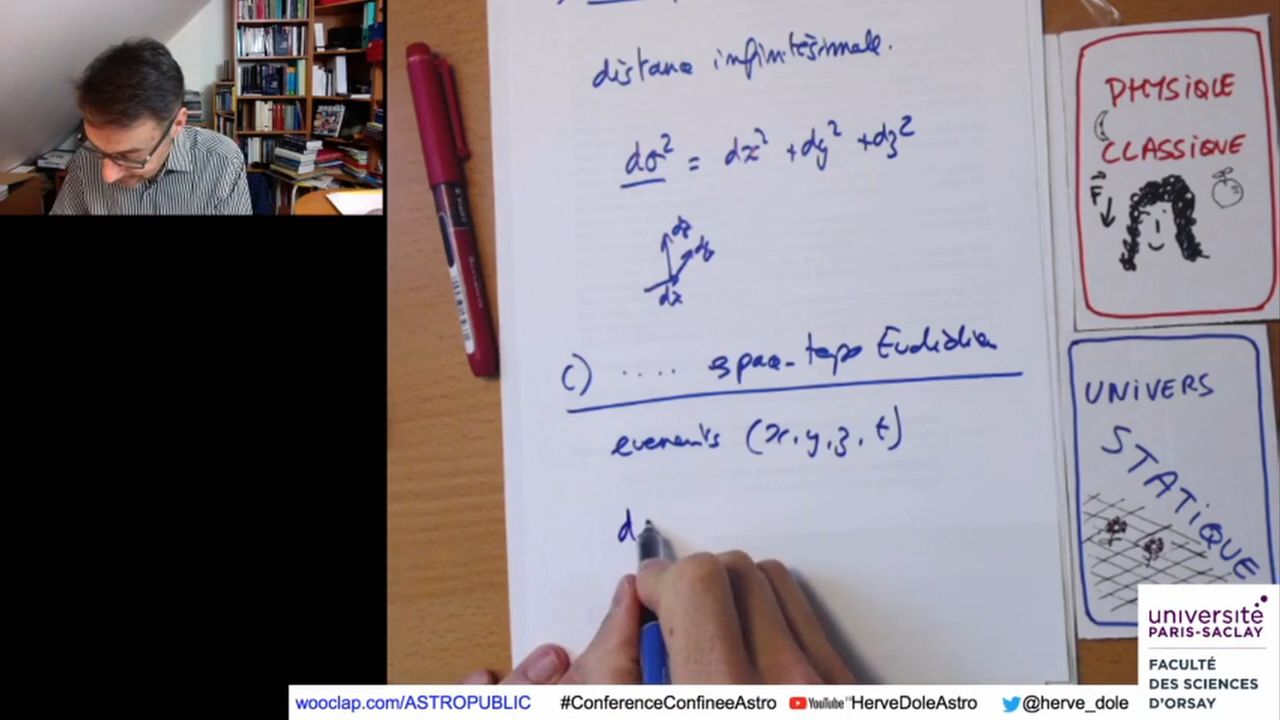 distance infinitésimale.
dσ² = dx² + dy² + dz²
dz
dy
dx
c) .... espace-temps Euclidien
(x, y, z, t)
d
PHYSIQUE
CLASSIQUE
F
UNIVERS
STATIQUE
université
PARIS-SACLAY
FACULTÉ
DES SCIENCES
D'ORSAY
wooclap.com/ASTROPUBLIC #ConferenceConfineeAstro YouTube HerveDoleAstro @herve_dole